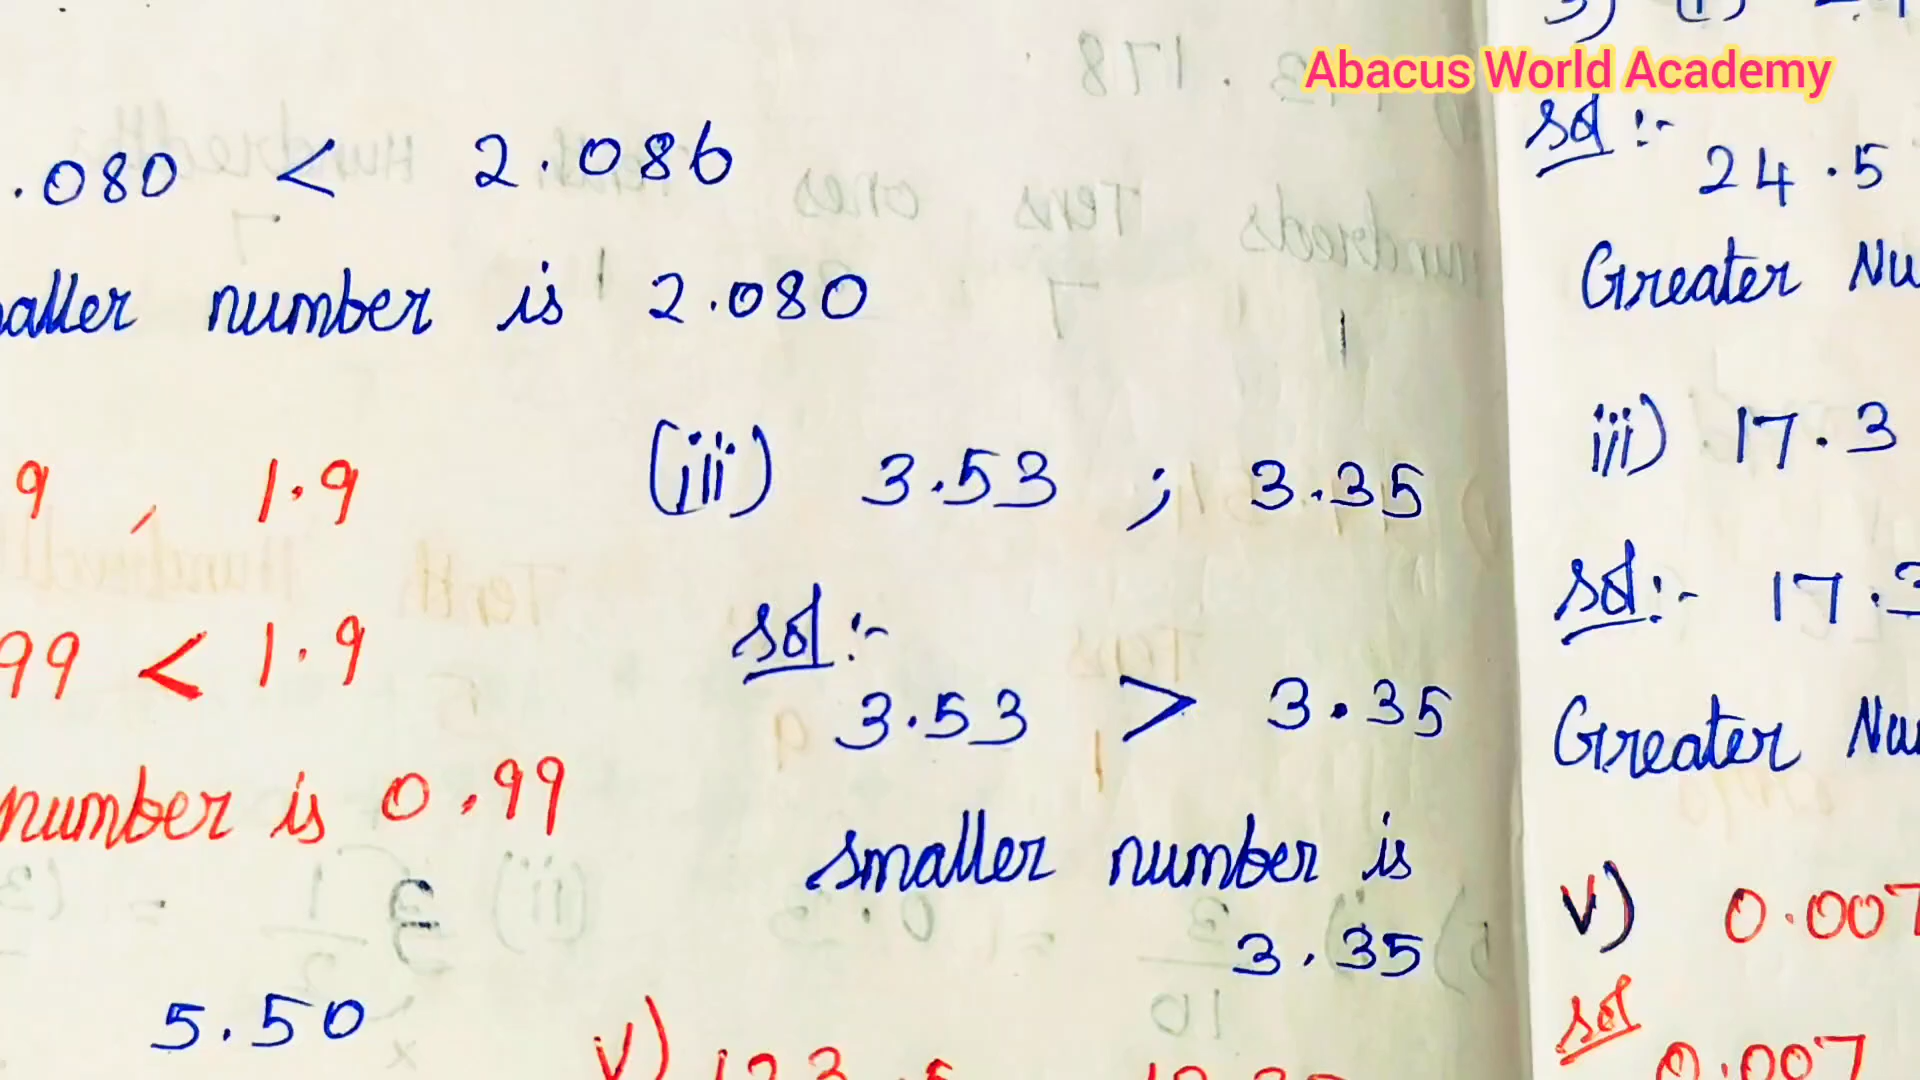 Abacus World Academy
.080 < 2.086
aller number is 2.080
9 , 1.9
99 < 1.9
number is 0.99
5.50
(iii) 3.53 ; 3.35
Sol :-
3.53 > 3.35
smaller number is
3.35
v)
Sol :-
24.5
Greater Nu
iii) 17.3
Sol :- 17.3
Greater Nu
v) 0.007
Sol
0.007